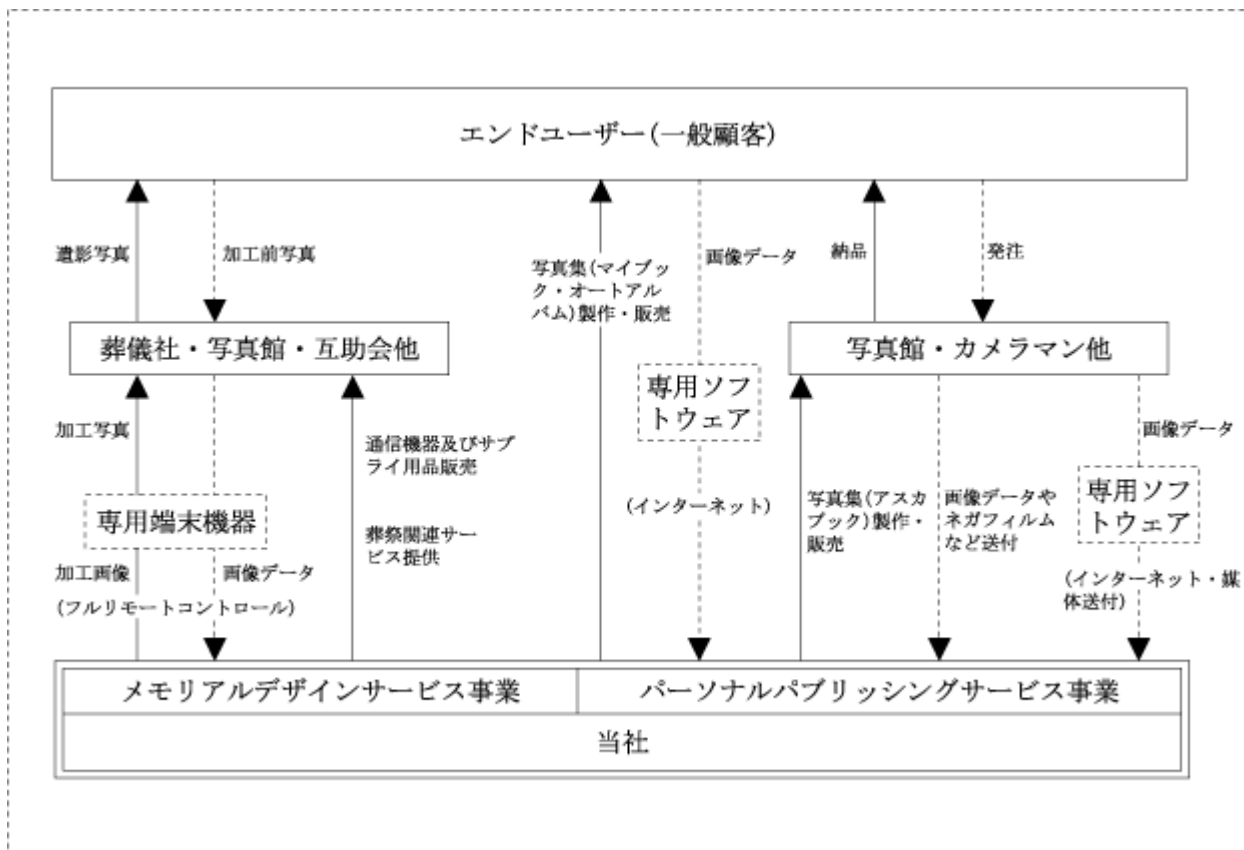 エンドユーザー(一般顧客)
遺影写真
加工前写真
写真集(マイブッ
ク・オートアル
バム)製作・販売
画像データ
納品
発注
葬儀社・写真館・互助会他
写真館・カメラマン他
専用ソフ
トウェア
加工写真
通信機器及びサプ
ライ用品販売
画像データ
専用端末機器
葬祭関連サー
ビス提供
(インターネット)
写真集(アスカ
ブック)製作・
販売
画像データや
ネガフィルム
など送付
専用ソフ
トウェア
加工画像
画像データ
(フルリモートコントロール)
(インターネット・媒
体送付)
メモリアルデザインサービス事業
パーソナルパブリッシングサービス事業
当社